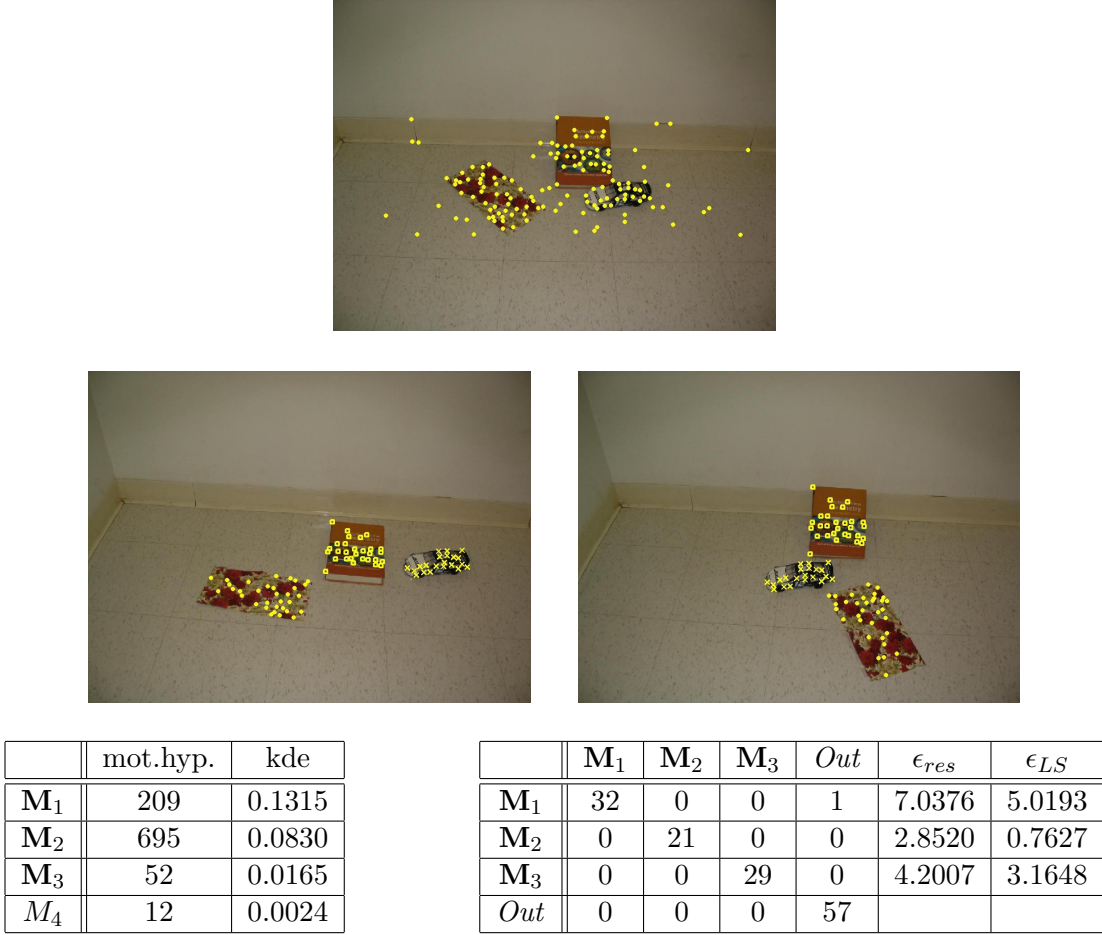 mot.hyp. kde
M1 209 0.1315
M2 695 0.0830
M3 52 0.0165
M4 12 0.0024
M1 M2 M3 Out ϵres ϵLS
M1 32 0 0 1 7.0376 5.0193
M2 0 21 0 0 2.8520 0.7627
M3 0 0 29 0 4.2007 3.1648
Out 0 0 0 57